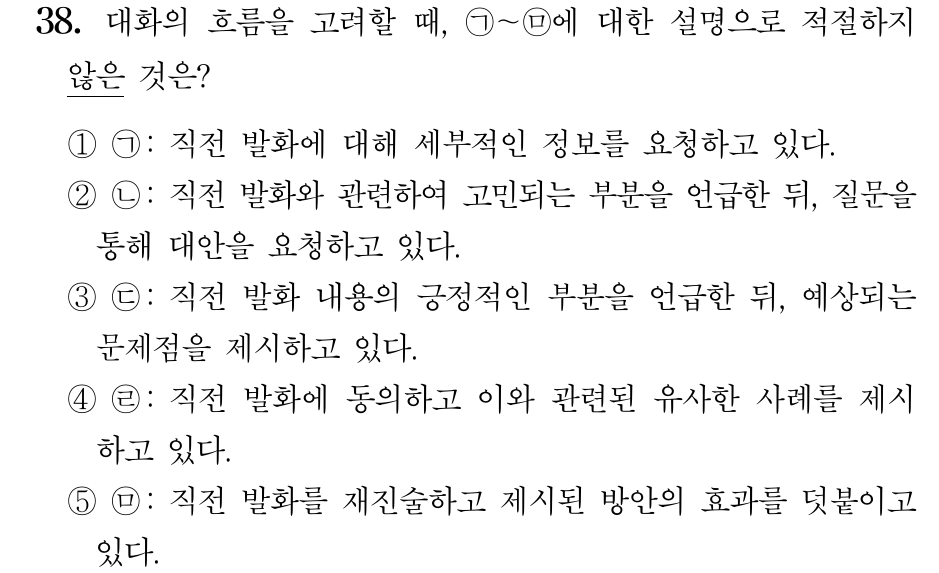 38. 대화의 흐름을 고려할 때, ㉠~㉤에 대한 설명으로 적절하지
않은 것은?
① ㉠: 직전 발화에 대해 세부적인 정보를 요청하고 있다.
② ㉡: 직전 발화와 관련하여 고민되는 부분을 언급한 뒤, 질문을
통해 대안을 요청하고 있다.
③ ㉢: 직전 발화 내용의 긍정적인 부분을 언급한 뒤, 예상되는
문제점을 제시하고 있다.
④ ㉣: 직전 발화에 동의하고 이와 관련된 유사한 사례를 제시
하고 있다.
⑤ ㉤: 직전 발화를 재진술하고 제시된 방안의 효과를 덧붙이고
있다.